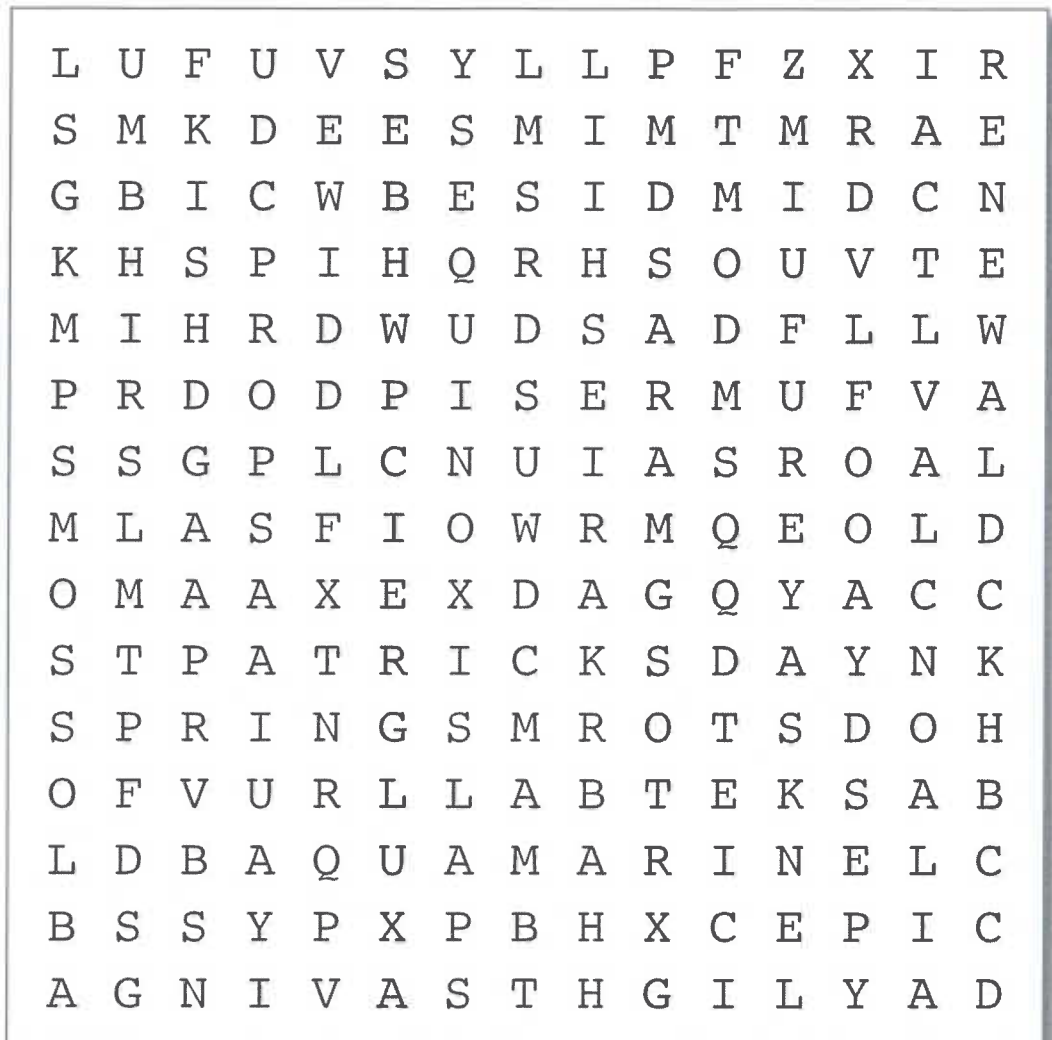 L U F U V S Y L L P F Z X I R
S M K D E E S M I M T M R A E
G B I C W B E S I D M I D C N
K H S P I H Q R H S O U V T E
M I H R D W U D S A D F L L W
P R D O D P I S E R M U F V A
S S G P L C N U I A S R O A L
M L A S F I O W R M Q E O L D
O M A A X E X D A G Q Y A C C
S T P A T R I C K S D A Y N K
S P R I N G S M R O T S D O H
O F V U R L L A B T E K S A B
L D B A Q U A M A R I N E L C
B S S Y P X P B H X C E P I C
A G N I V A S T H G I L Y A D